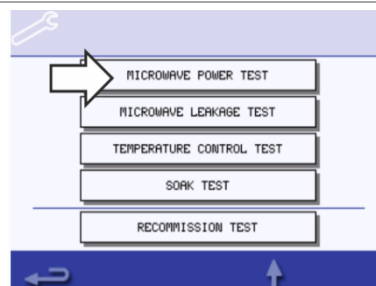 MICROWAVE POWER TEST
MICROWAVE LEAKAGE TEST
TEMPERATURE CONTROL TEST
SOAK TEST
RECOMMISSION TEST